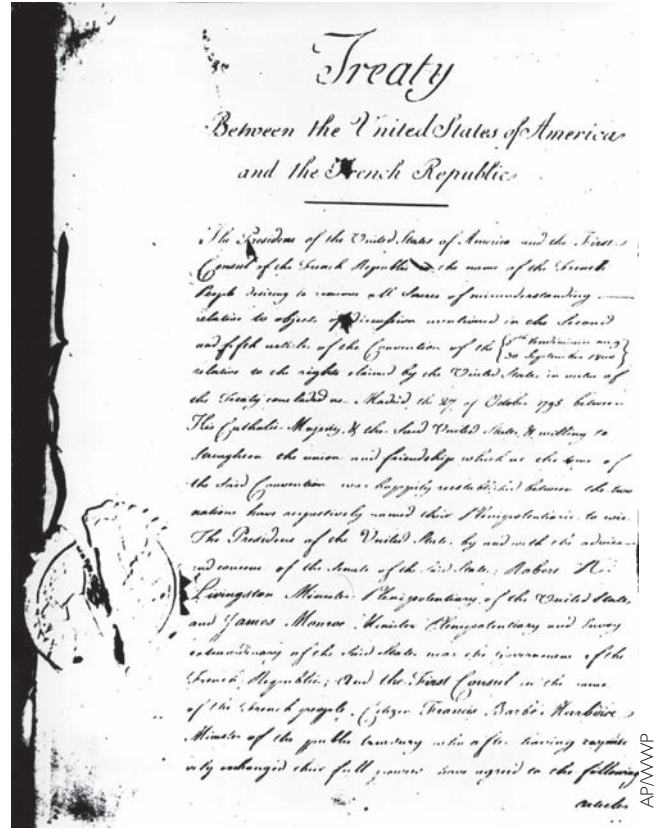 Treaty
Between the United States of America
and the French Republic
The President of the United States of America and the First
Consul of the French Republic in the name of the French
People desiring to remove all Source of misunderstanding
relative to objects of discussion mentioned in the Second
and fifth articles of the Convention of the { 8th Vendémiaire an 9
30 September 1800 }
relative to the rights claimed by the United States in virtue of
the Treaty concluded at Madrid the 27 of October 1795 between
His Catholic Majesty, & the Said United States, & willing to
Strengthen the union and friendship which at the time of
the Said Convention was happily reestablished between the two
nations have respectively named their Plenipotentiaries to wit
The President of the United States, by and with the advice
and consent of the Senate of the Said States; Robert R.
Livingston Minister Plenipotentiary of the United States
and James Monroe Minister Plenipotentiary and Envoy
extraordinary of the Said States near the Government of the
French Republic; And the First Consul in the name
of the French people, Citizen Francis Barbé Marbois
Minister of the public treasury who after having respecti
vely exchanged their full powers have agreed to the following
articles
AP/WWP